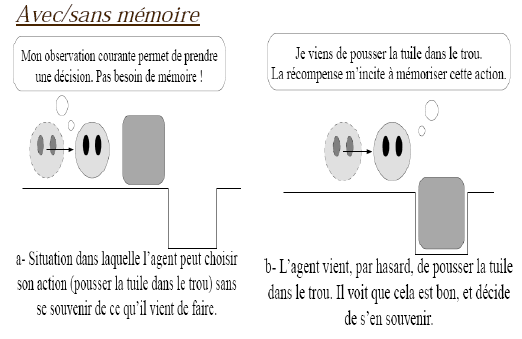 Avec/sans mémoire
Mon observation courante permet de prendre
une décision. Pas besoin de mémoire !
Je viens de pousser la tuile dans le trou.
La récompense m'incite à mémoriser cette action.
a- Situation dans laquelle l'agent peut choisir
son action (pousser la tuile dans le trou) sans
se souvenir de ce qu'il vient de faire.
b- L'agent vient, par hasard, de pousser la tuile
dans le trou. Il voit que cela est bon, et décide
de s'en souvenir.